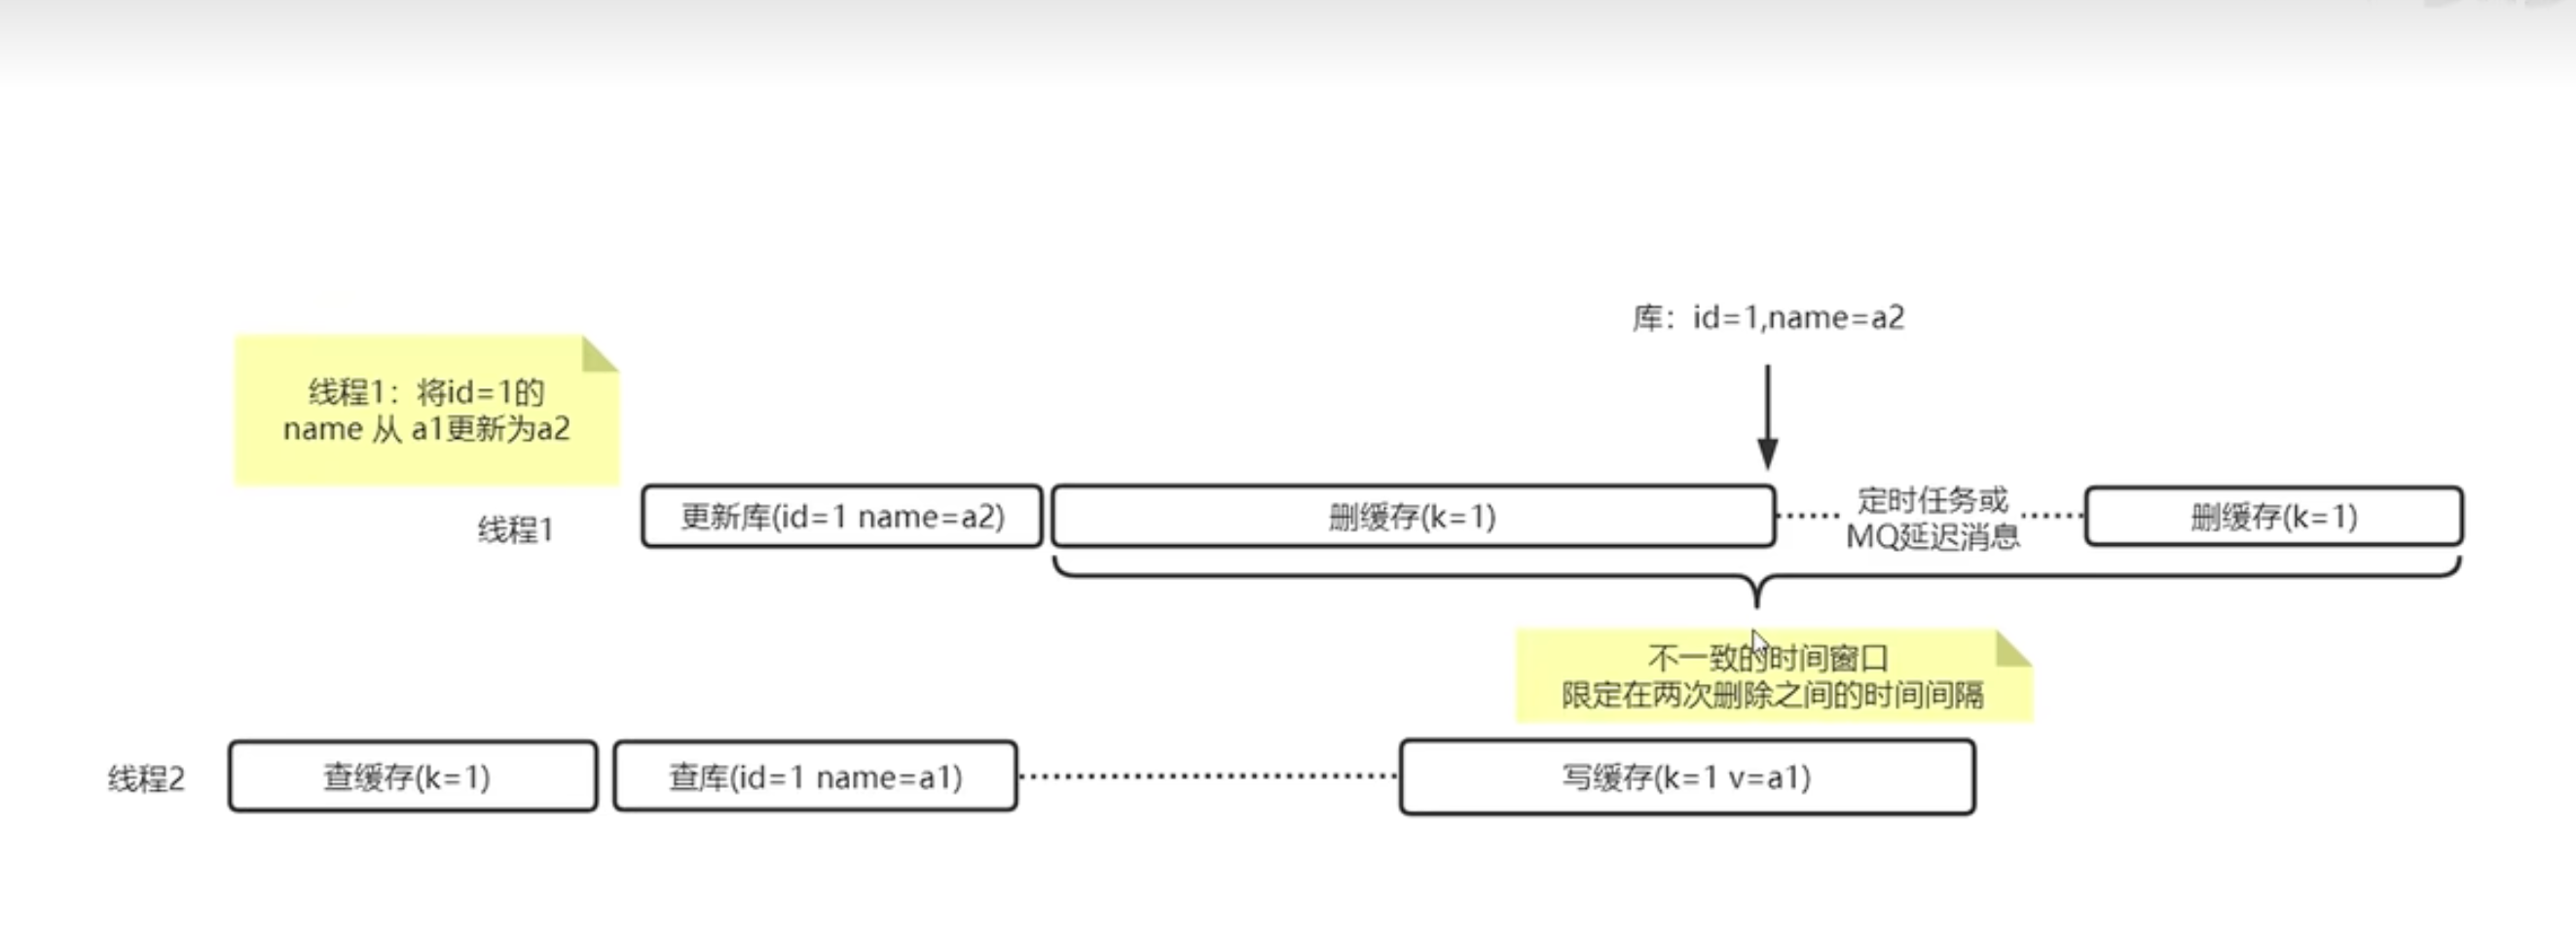 库：id=1,name=a2
线程1：将id=1的
name 从 a1更新为a2
线程1
更新库(id=1 name=a2)
删缓存(k=1)
定时任务或
MQ延迟消息
删缓存(k=1)
不一致的时间窗口
限定在两次删除之间的时间间隔
线程2
查缓存(k=1)
查库(id=1 name=a1)
写缓存(k=1 v=a1)